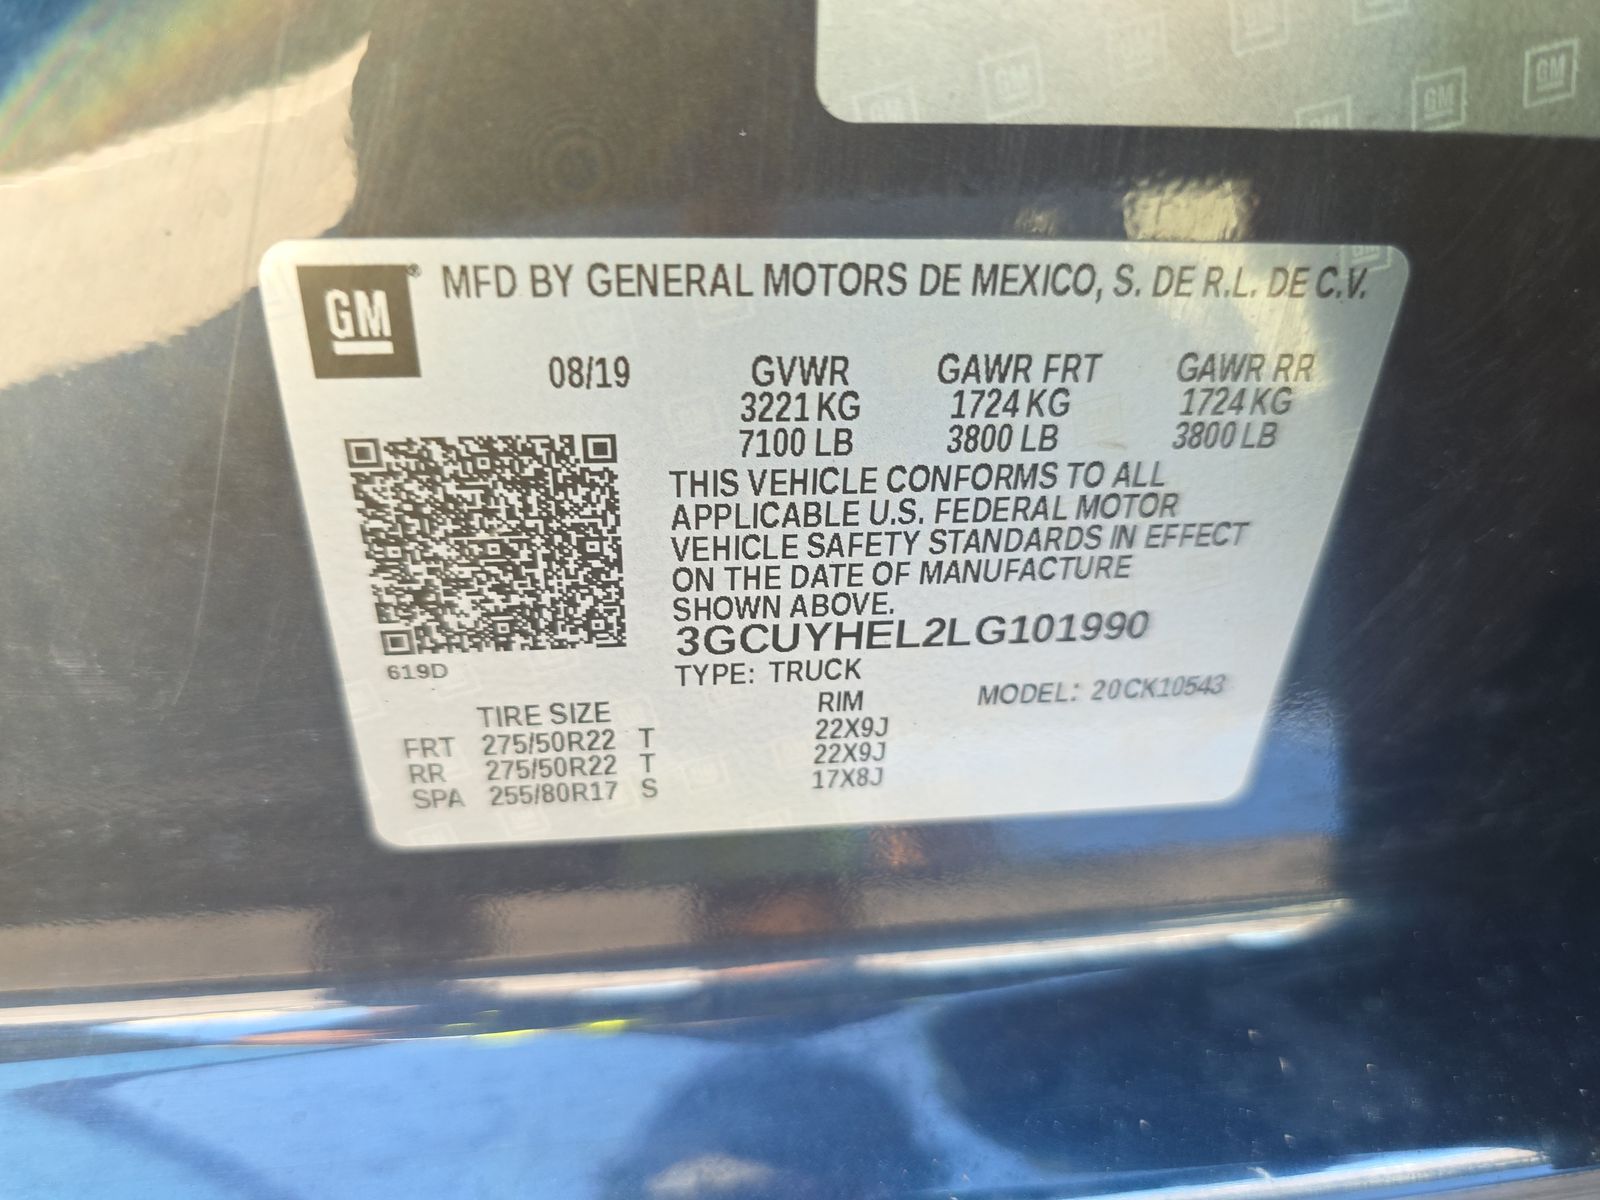 GM
GM
GM
GM® MFD BY GENERAL MOTORS DE MEXICO, S. DE R.L. DE C.V.
08/19 GVWR GAWR FRT GAWR RR
3221 KG 1724 KG 1724 KG
7100 LB 3800 LB 3800 LB
THIS VEHICLE CONFORMS TO ALL
APPLICABLE U.S. FEDERAL MOTOR
VEHICLE SAFETY STANDARDS IN EFFECT
ON THE DATE OF MANUFACTURE
SHOWN ABOVE.
3GCUYHEL2LG101990
619D
TYPE: TRUCK
MODEL: 20CK10543
TIRE SIZE RIM
FRT 275/50R22 T 22X9J
RR 275/50R22 T 22X9J
SPA 255/80R17 S 17X8J